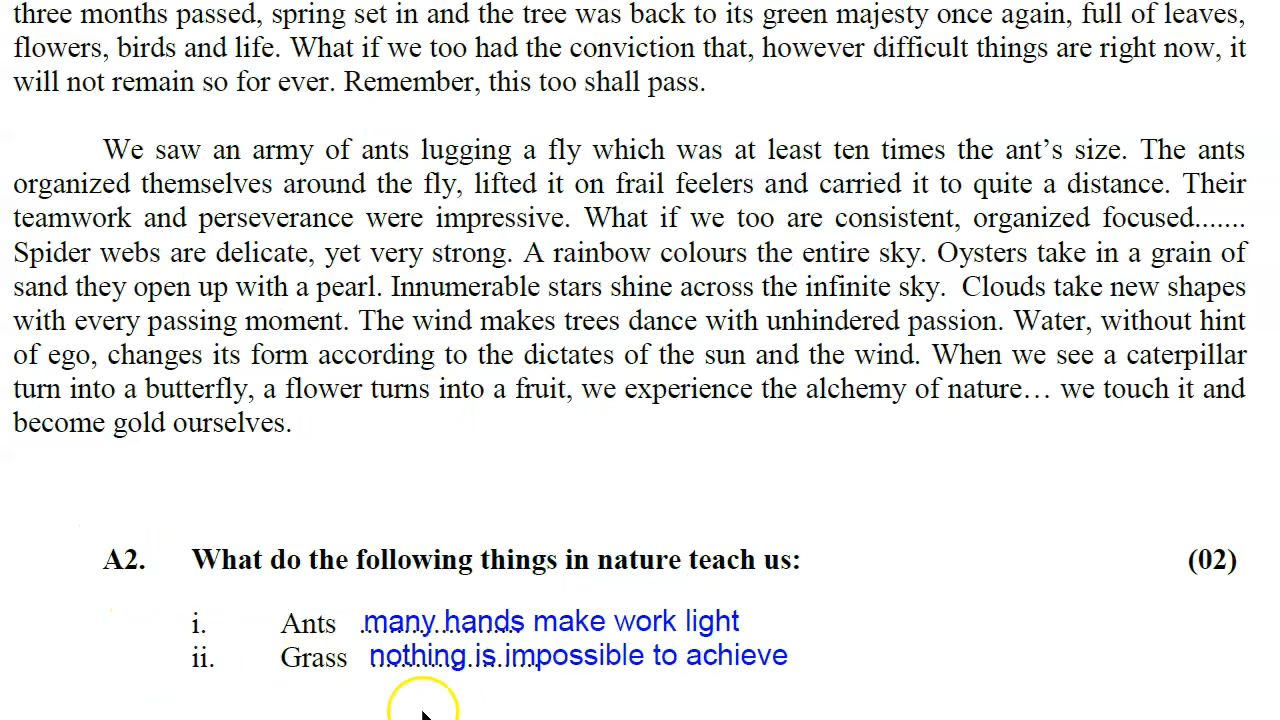 three months passed, spring set in and the tree was back to its green majesty once again, full of leaves,
flowers, birds and life. What if we too had the conviction that, however difficult things are right now, it
will not remain so for ever. Remember, this too shall pass.
We saw an army of ants lugging a fly which was at least ten times the ant’s size. The ants
organized themselves around the fly, lifted it on frail feelers and carried it to quite a distance. Their
teamwork and perseverance were impressive. What if we too are consistent, organized focused.......
Spider webs are delicate, yet very strong. A rainbow colours the entire sky. Oysters take in a grain of
sand they open up with a pearl. Innumerable stars shine across the infinite sky.  Clouds take new shapes
with every passing moment. The wind makes trees dance with unhindered passion. Water, without hint
of ego, changes its form according to the dictates of the sun and the wind. When we see a caterpillar
turn into a butterfly, a flower turns into a fruit, we experience the alchemy of nature… we touch it and
become gold ourselves.
A2. What do the following things in nature teach us: (02)
i. Ants many hands make work light
ii. Grass nothing is impossible to achieve